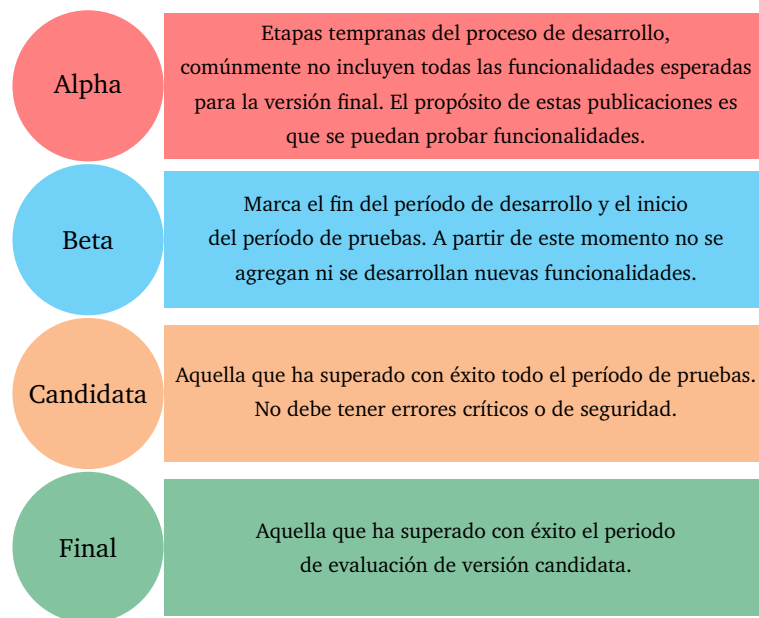 Alpha
Etapas tempranas del proceso de desarrollo,
comúnmente no incluyen todas las funcionalidades esperadas
para la versión final. El propósito de estas publicaciones es
que se puedan probar funcionalidades.
Beta
Marca el fin del período de desarrollo y el inicio
del período de pruebas. A partir de este momento no se
agregan ni se desarrollan nuevas funcionalidades.
Candidata
Aquella que ha superado con éxito todo el período de pruebas.
No debe tener errores críticos o de seguridad.
Final
Aquella que ha superado con éxito el periodo
de evaluación de versión candidata.